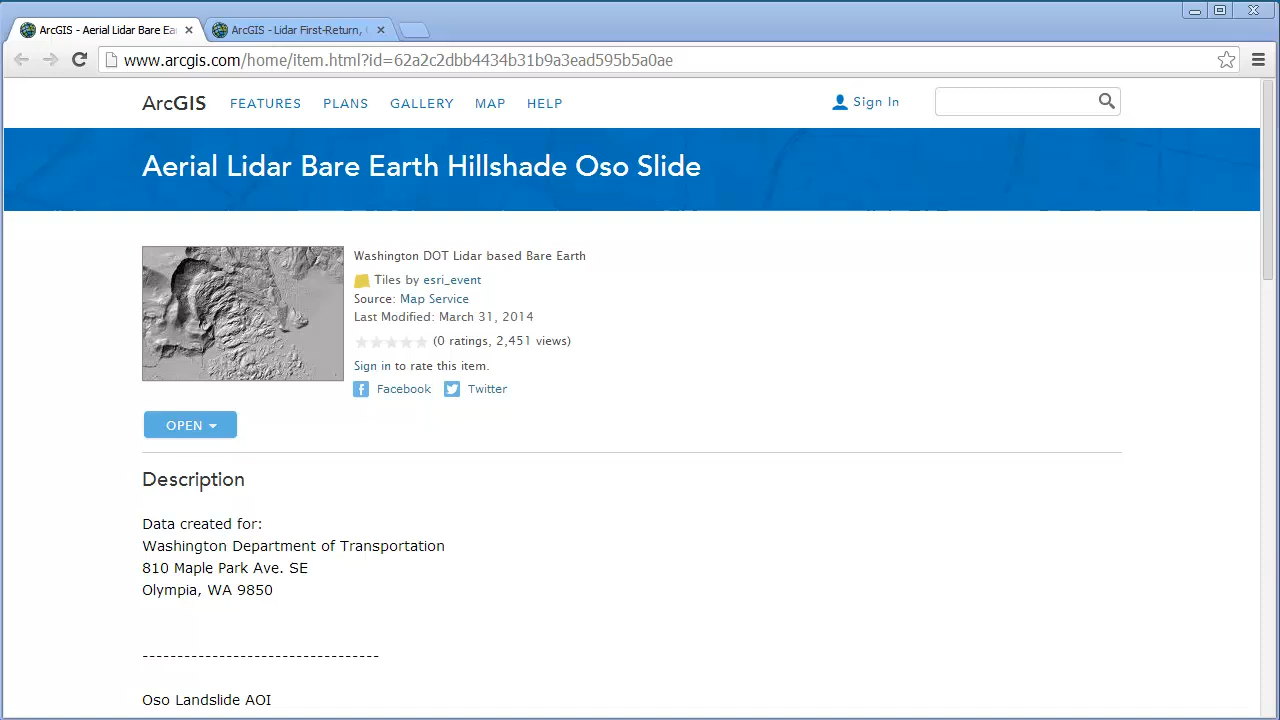 ArcGIS - Aerial Lidar Bare Ea
ArcGIS - Lidar First-Return,
www.arcgis.com/home/item.html?id=62a2c2dbb4434b31b9a3ead595b5a0ae
ArcGIS FEATURES PLANS GALLERY MAP HELP Sign In
Aerial Lidar Bare Earth Hillshade Oso Slide
Washington DOT Lidar based Bare Earth
Tiles by esri_event
Source: Map Service
Last Modified: March 31, 2014
(0 ratings, 2,451 views)
Sign in to rate this item.
Facebook Twitter
OPEN
Description
Data created for:
Washington Department of Transportation
810 Maple Park Ave. SE
Olympia, WA 9850
----------------------------------
Oso Landslide AOI